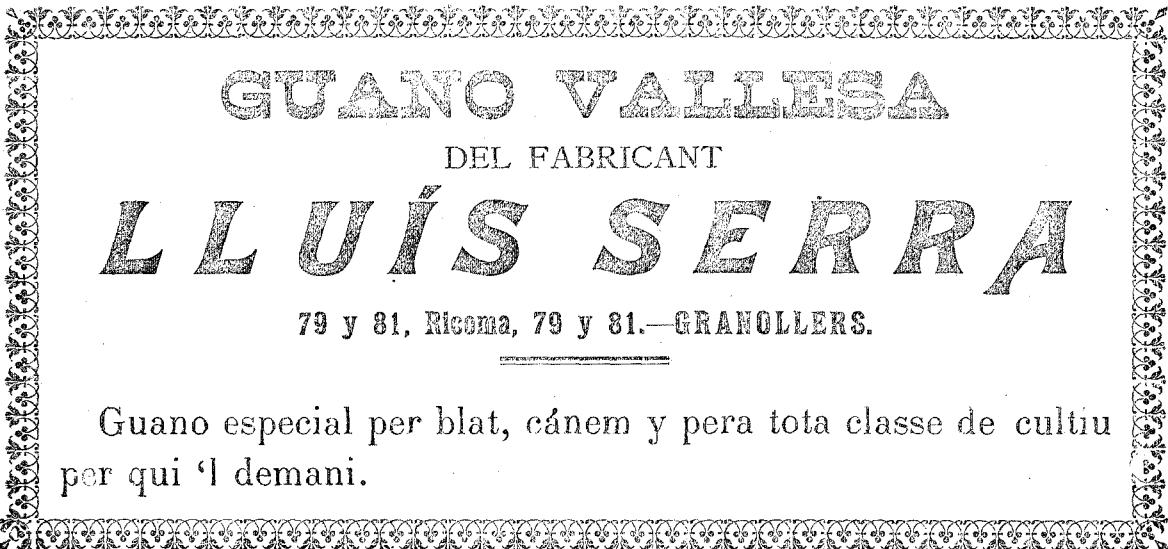 GUANO VALLESA
DEL FABRICANT
LLUÍS SERRA
79 y 81, Ricoma, 79 y 81.—GRANOLLERS.
Guano especial per blat, cánem y pera tota classe de cultiu
per qui ‘l demani.